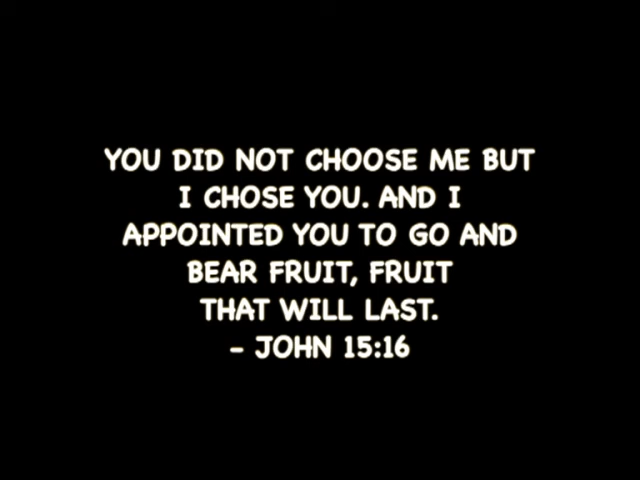 YOU DID NOT CHOOSE ME BUT
I CHOSE YOU. AND I
APPOINTED YOU TO GO AND
BEAR FRUIT, FRUIT
THAT WILL LAST.
– JOHN 15:16